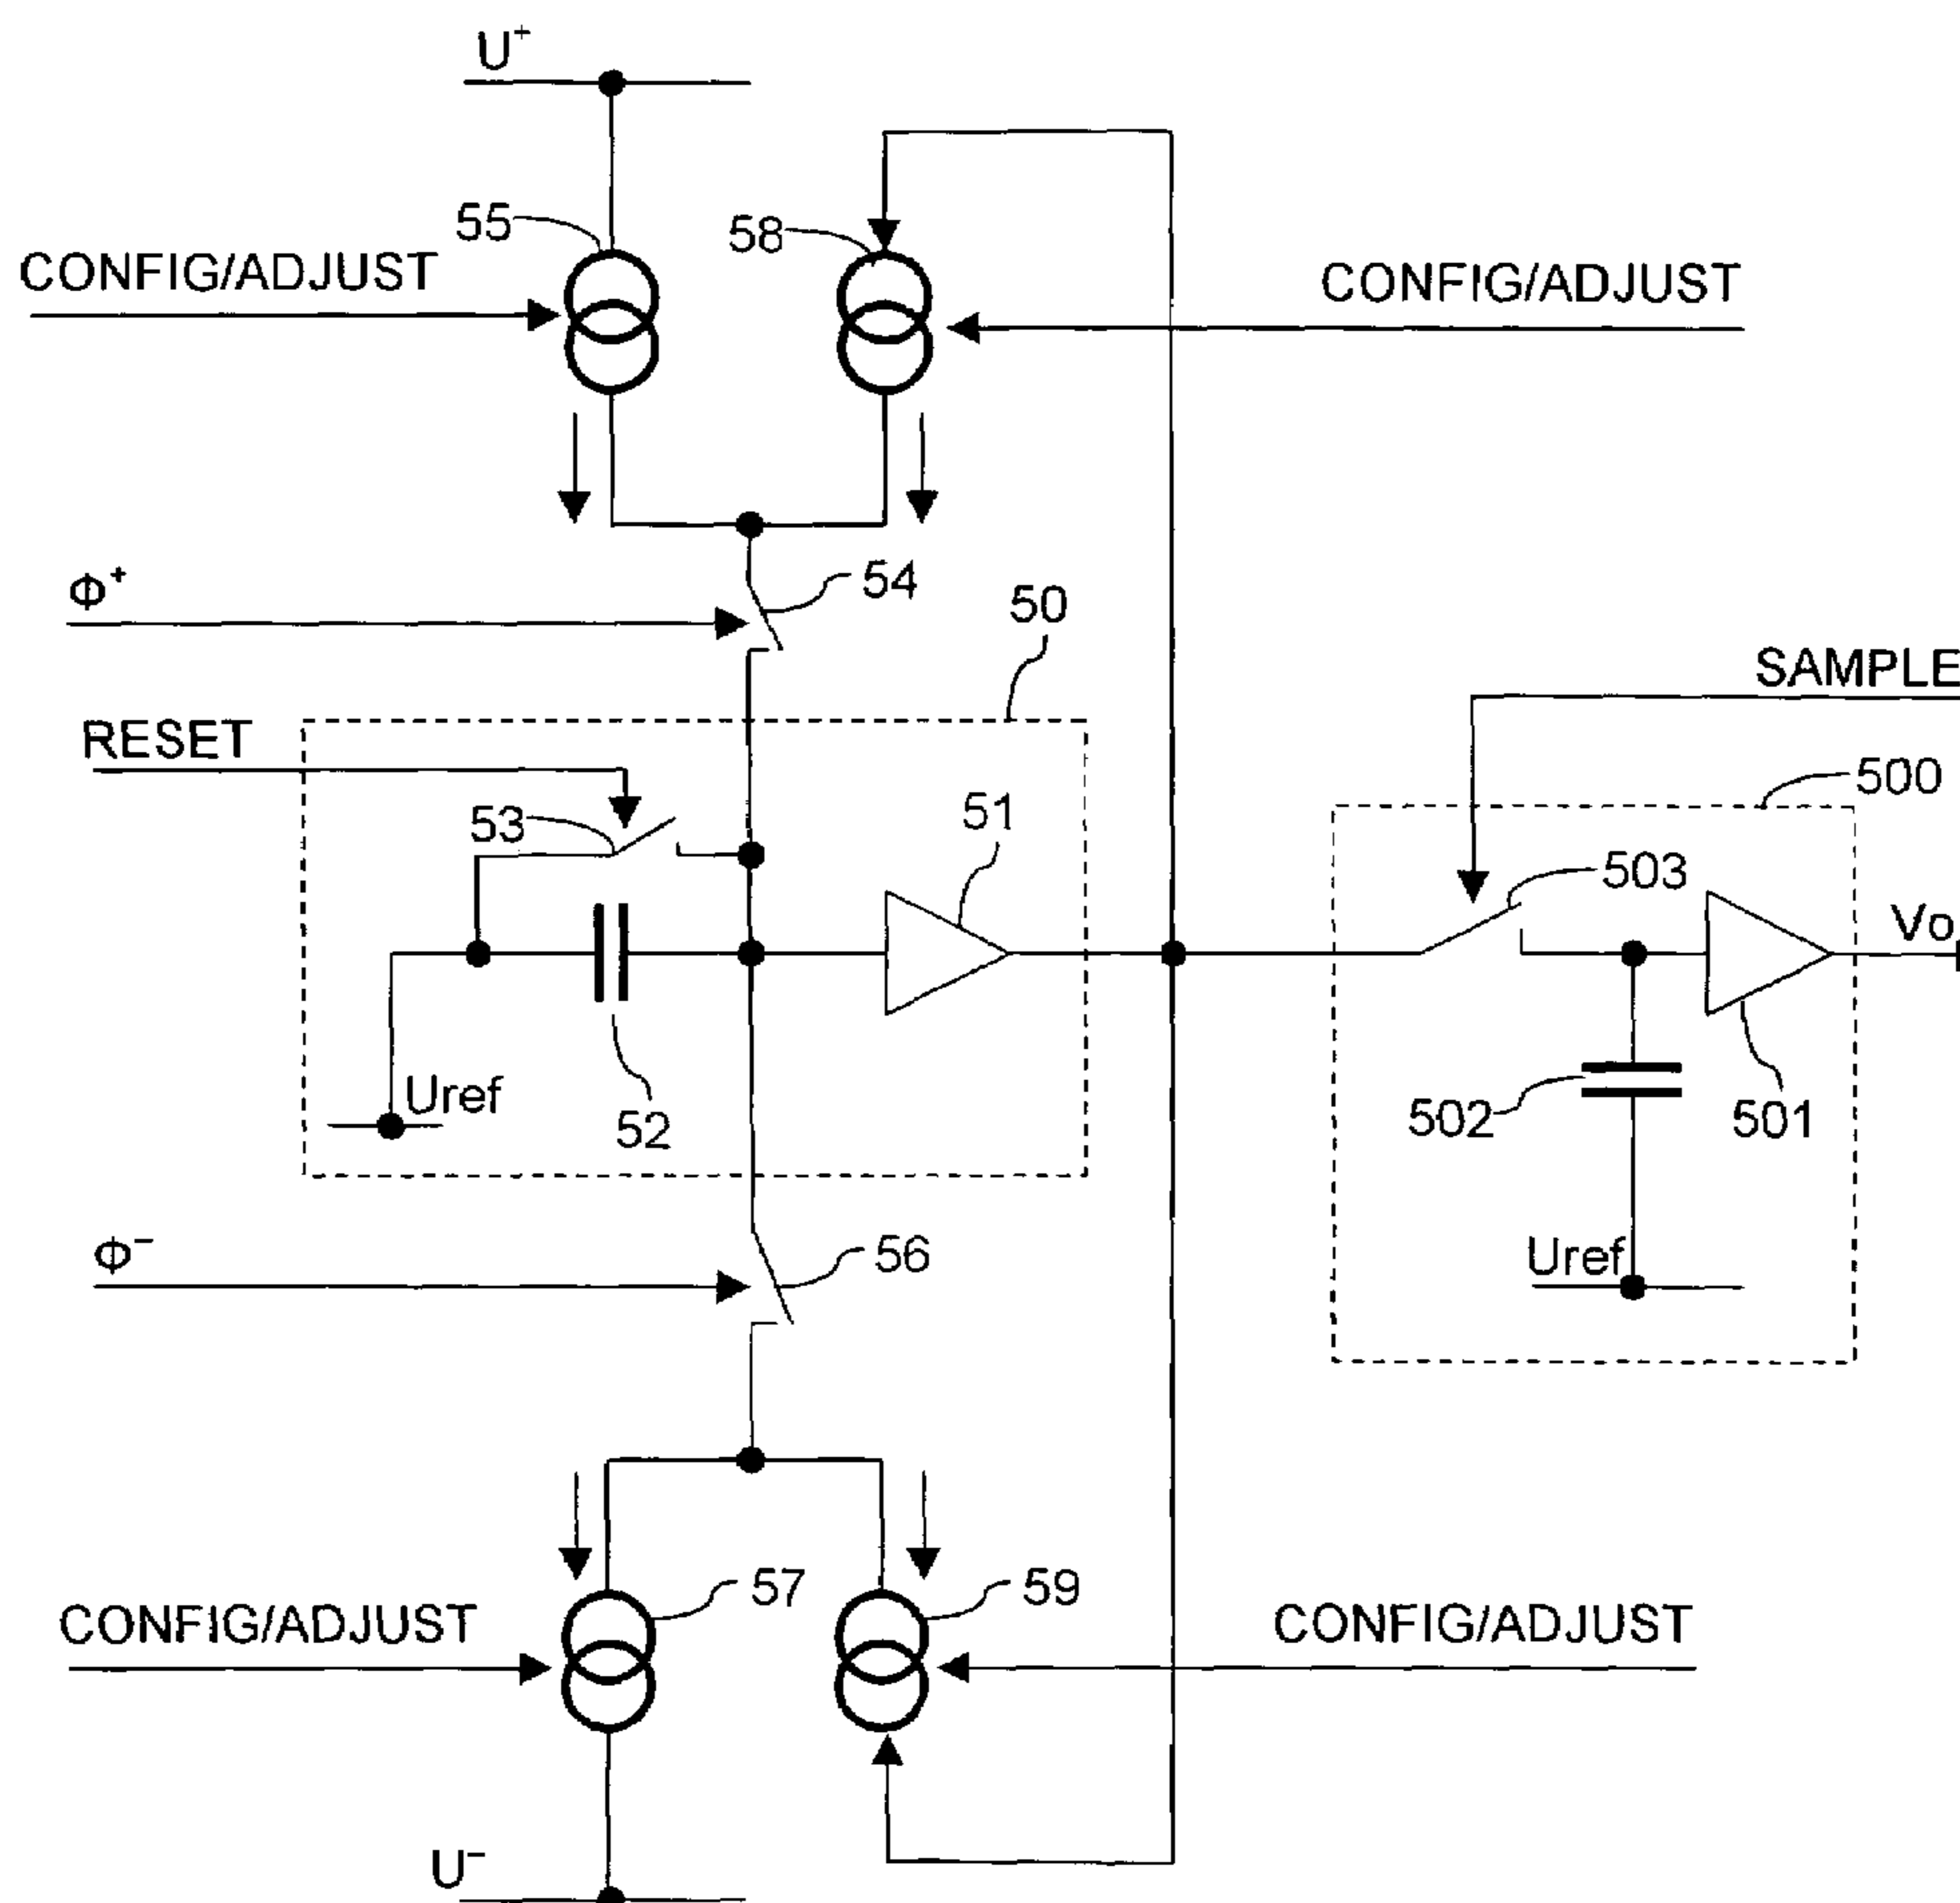 U⁺
55
58
CONFIG/ADJUST
CONFIG/ADJUST
Φ⁺
54
50
SAMPLE
RESET
500
53
51
503
Vo
Uref
52
502
501
Φ⁻
56
Uref
57
59
CONFIG/ADJUST
CONFIG/ADJUST
U⁻